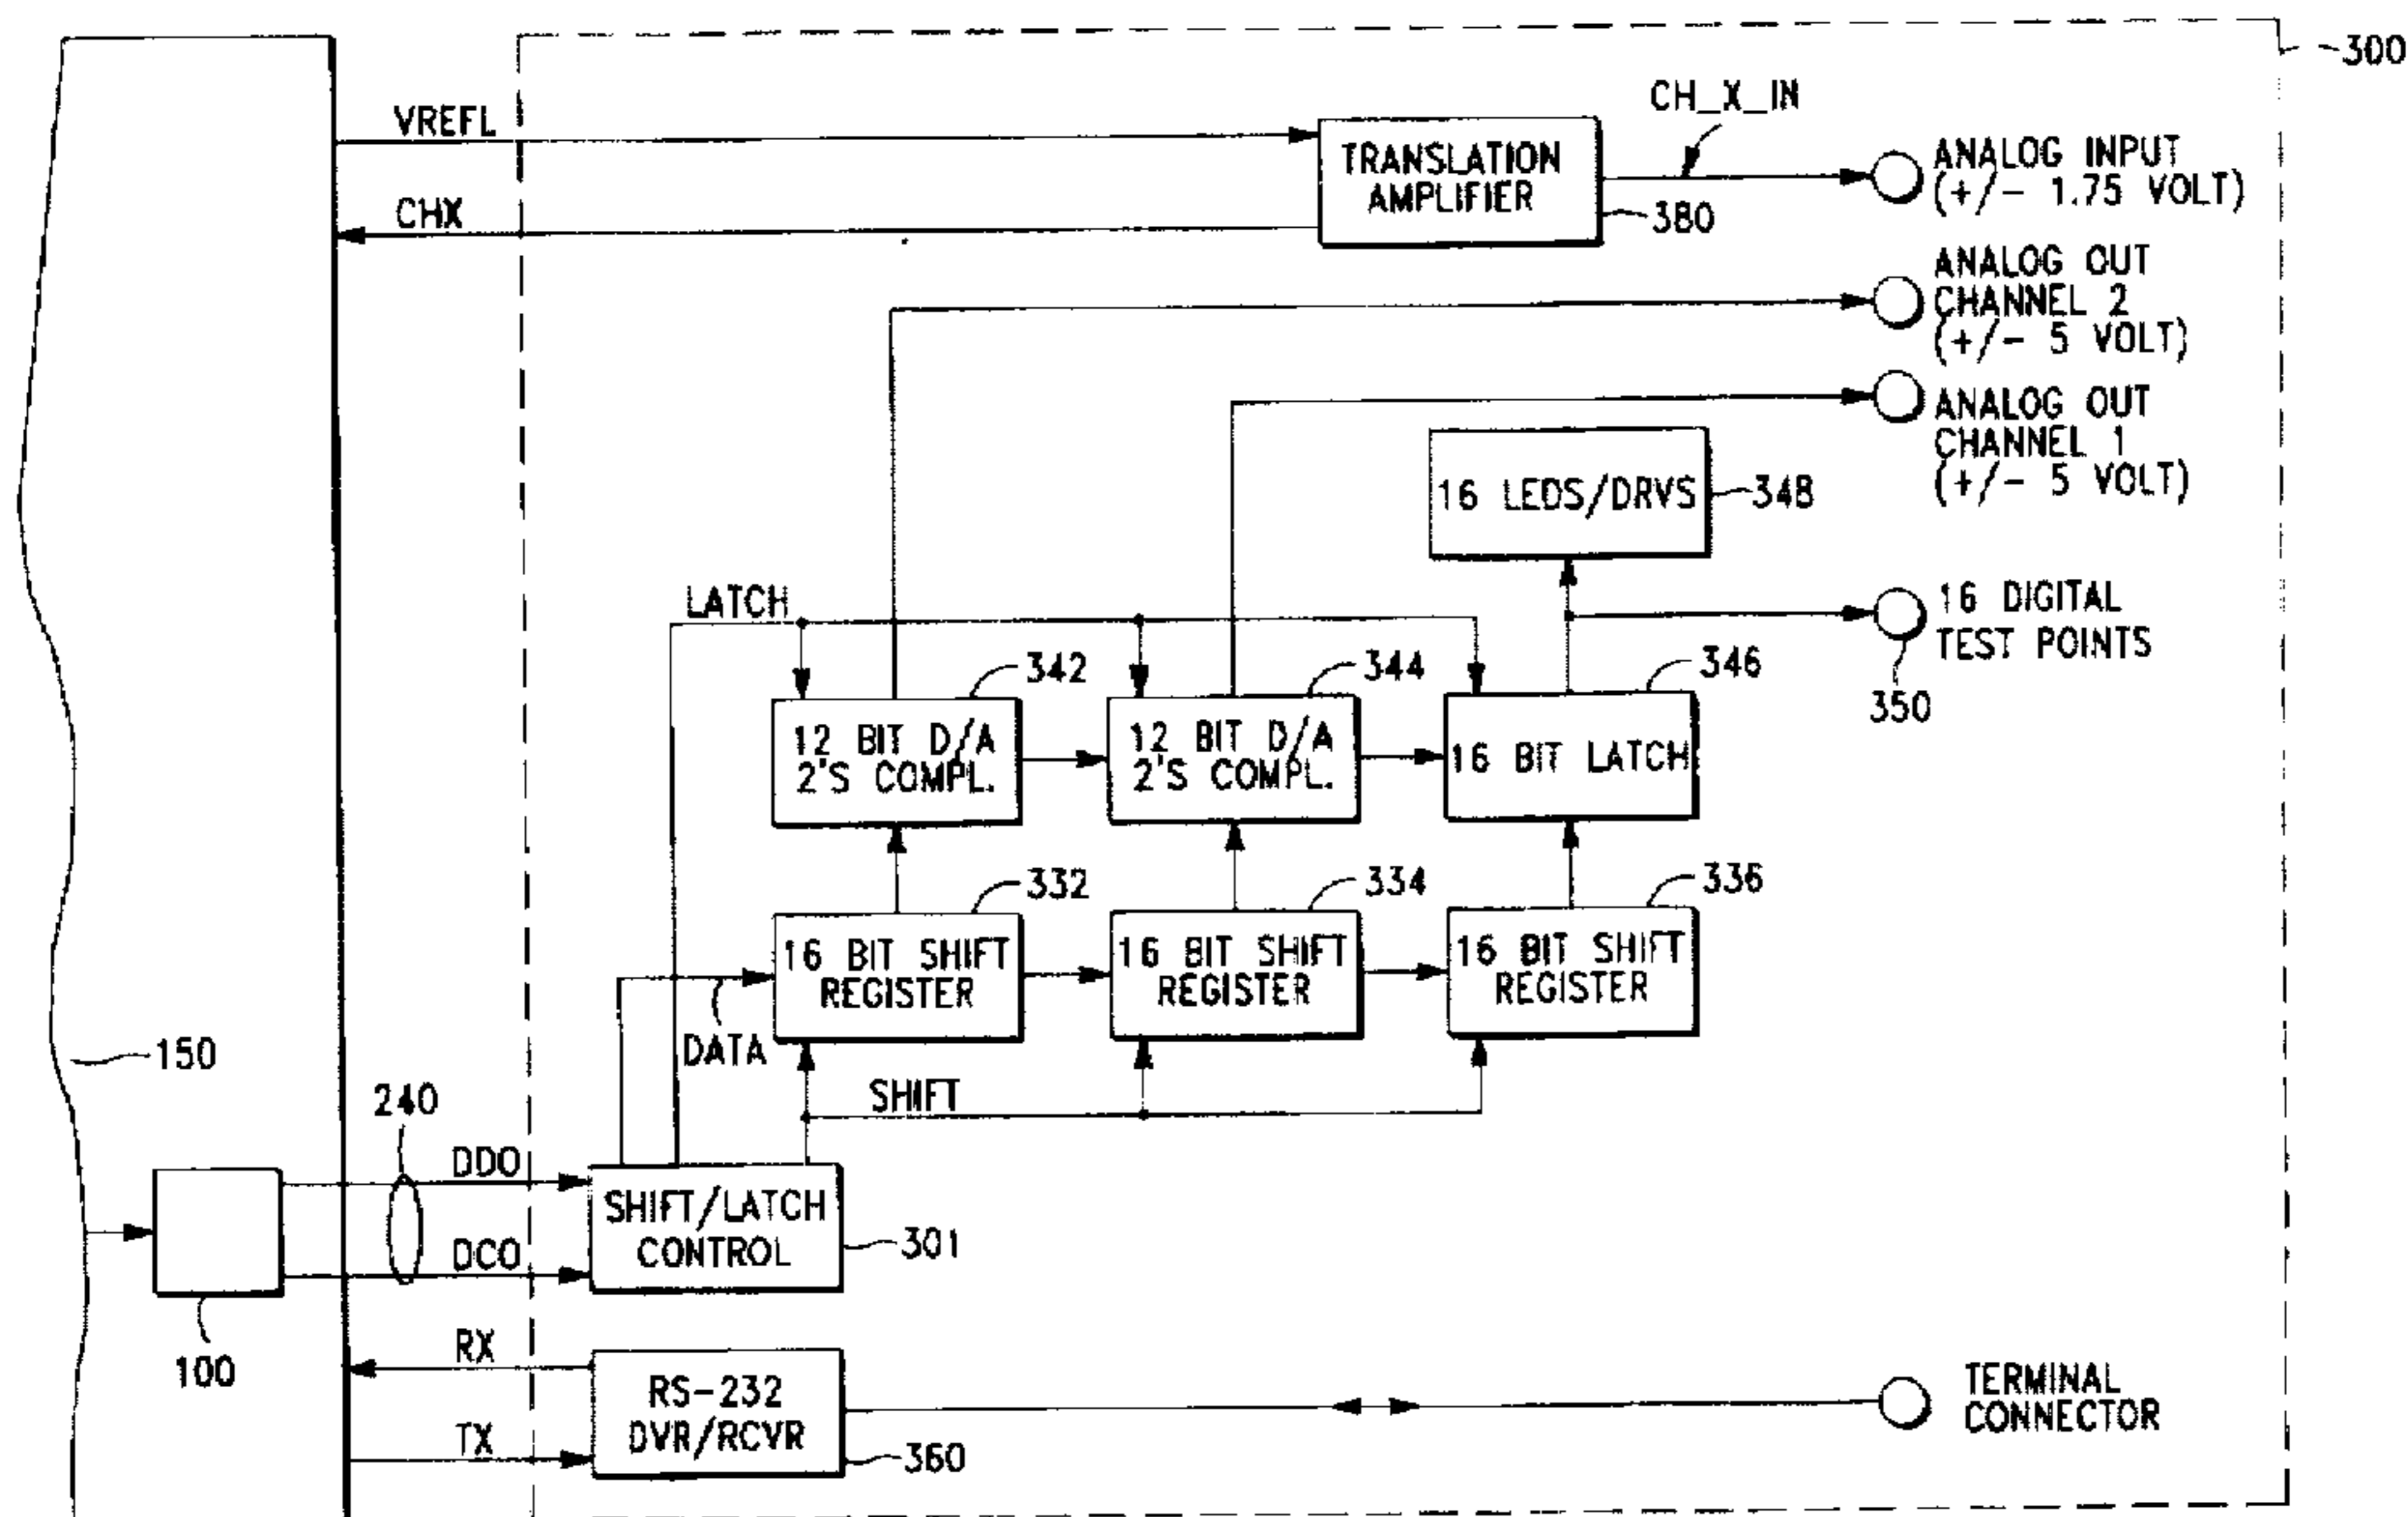 300
VREFL
CH_X_IN
TRANSLATION
AMPLIFIER
380
ANALOG INPUT
(+/- 1.75 VOLT)
CHX
ANALOG OUT
CHANNEL 2
(+/- 5 VOLT)
ANALOG OUT
CHANNEL 1
(+/- 5 VOLT)
16 LEDS/DRVS
348
LATCH
16 DIGITAL
TEST POINTS
350
342
344
346
12 BIT D/A
2'S COMPL.
12 BIT D/A
2'S COMPL.
16 BIT LATCH
332
334
336
16 BIT SHIFT
REGISTER
16 BIT SHIFT
REGISTER
16 BIT SHIFT
REGISTER
DATA
150
SHIFT
240
DDO
SHIFT/LATCH
CONTROL
301
DCO
100
RX
RS-232
DVR/RCVR
360
TX
TERMINAL
CONNECTOR